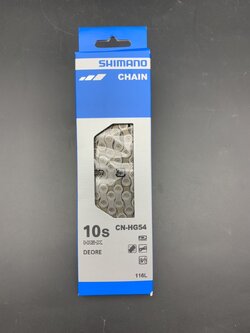 SHIMANO
CHAIN
10s
CN-HG54
DEORE
116L